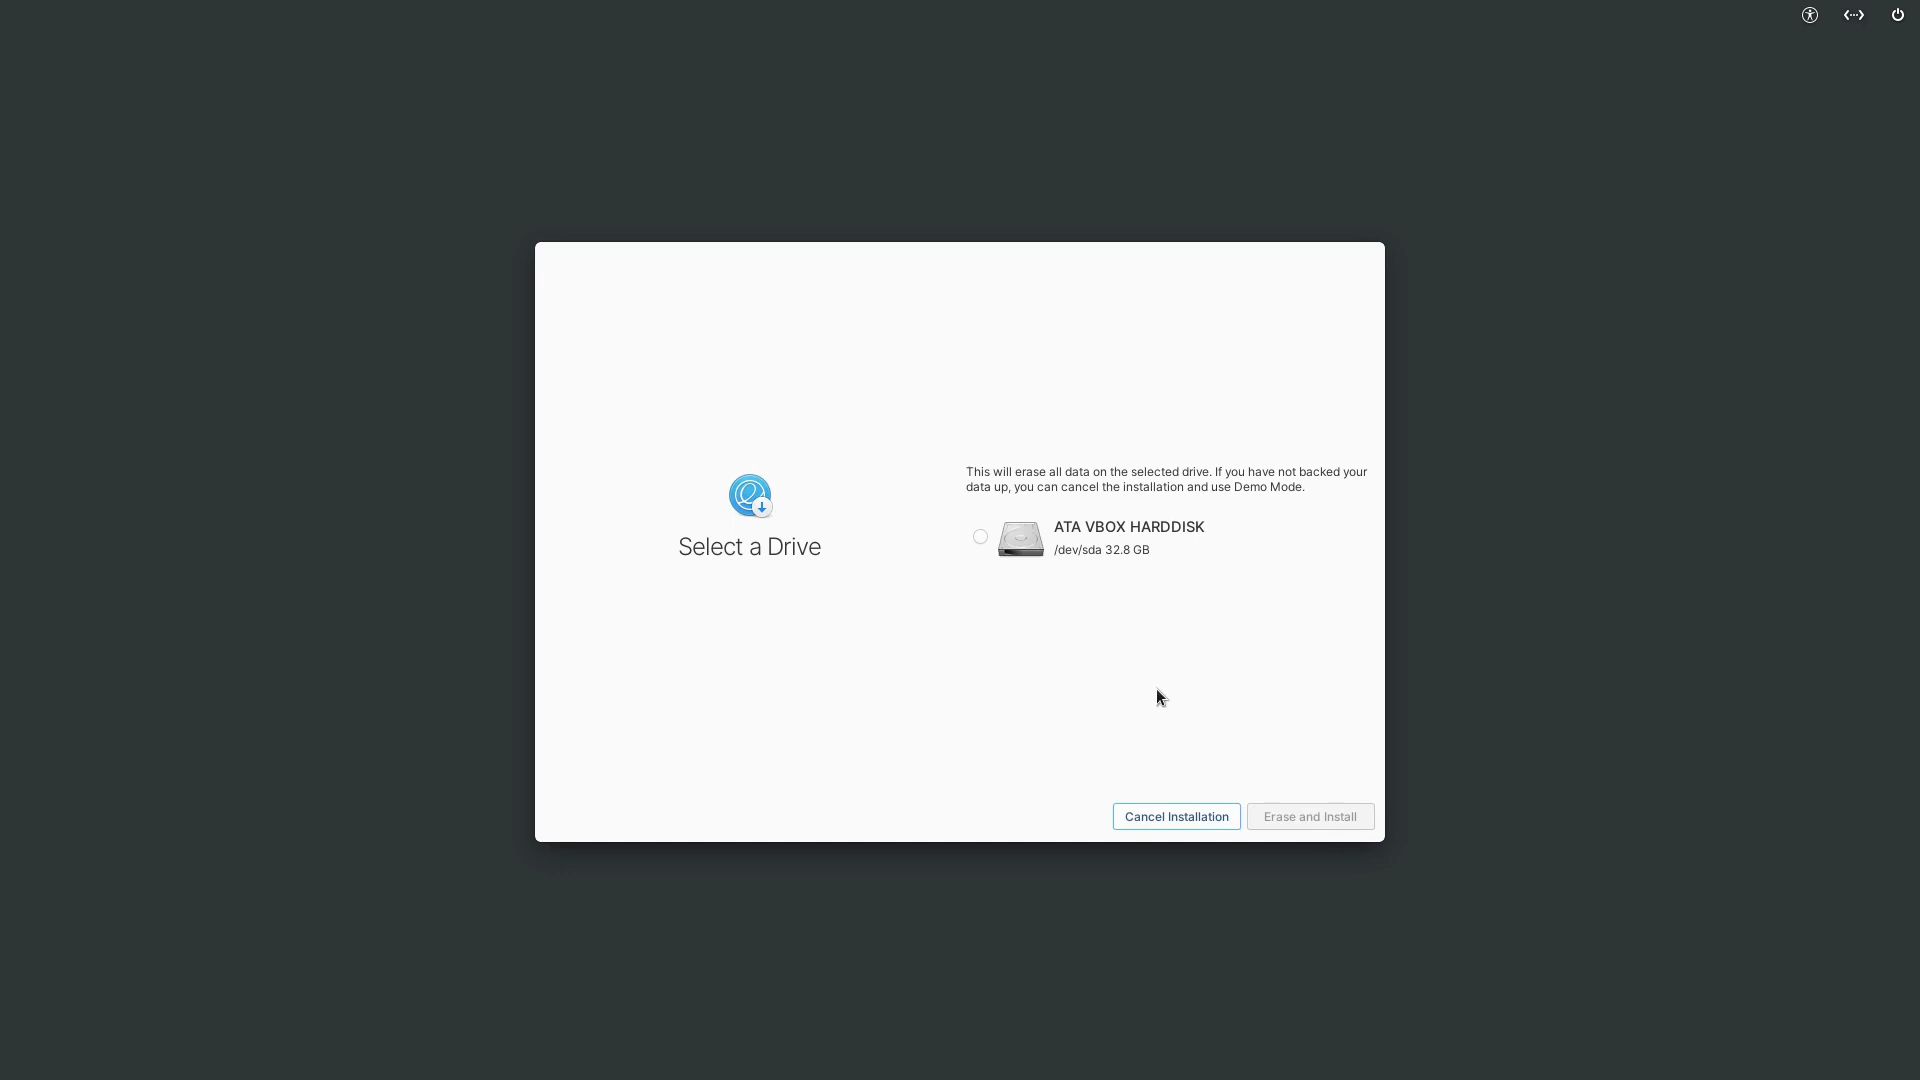 Select a Drive
This will erase all data on the selected drive. If you have not backed your
data up, you can cancel the installation and use Demo Mode.
ATA VBOX HARDDISK
/dev/sda 32.8 GB
Cancel Installation
Erase and Install